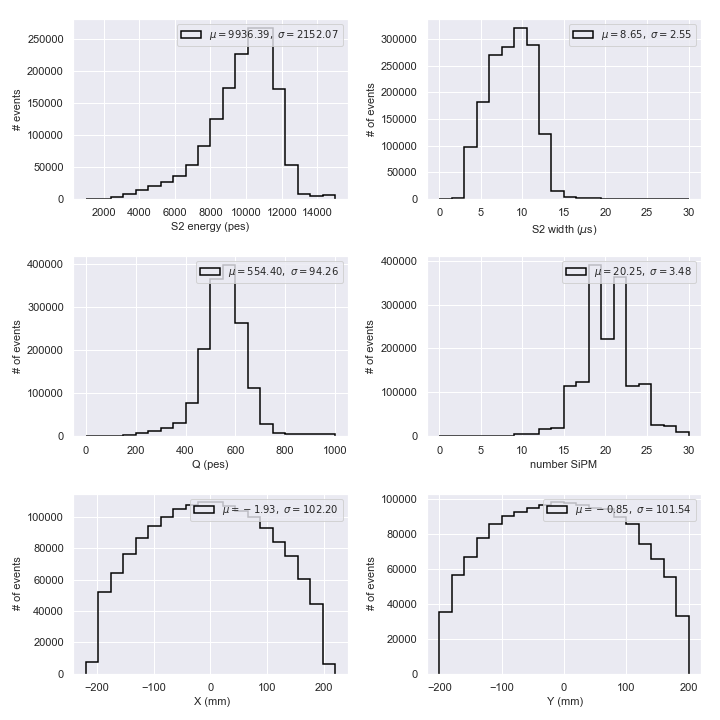 μ = 9936.39, σ = 2152.07
# events
250000
200000
150000
100000
50000
0
2000 4000 6000 8000 10000 12000 14000
S2 energy (pes)
μ = 8.65, σ = 2.55
# of events
300000
250000
200000
150000
100000
50000
0
0 5 10 15 20 25 30
S2 width (μs)
μ = 554.40, σ = 94.26
# of events
400000
300000
200000
100000
0
0 200 400 600 800 1000
Q (pes)
μ = 20.25, σ = 3.48
# of events
400000
300000
200000
100000
0
0 5 10 15 20 25 30
number SiPM
μ = −1.93, σ = 102.20
# of events
100000
80000
60000
40000
20000
0
−200 −100 0 100 200
X (mm)
μ = −0.85, σ = 101.54
# of events
100000
80000
60000
40000
20000
0
−200 −100 0 100 200
Y (mm)